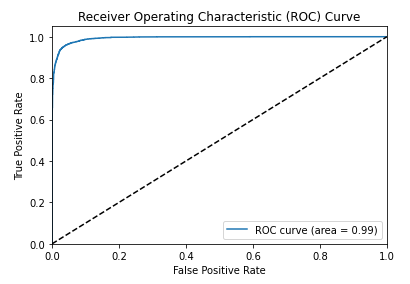 Receiver Operating Characteristic (ROC) Curve
1.0
0.8
0.6
0.4
0.2
0.0
True Positive Rate
ROC curve (area = 0.99)
0.0 0.2 0.4 0.6 0.8 1.0
False Positive Rate